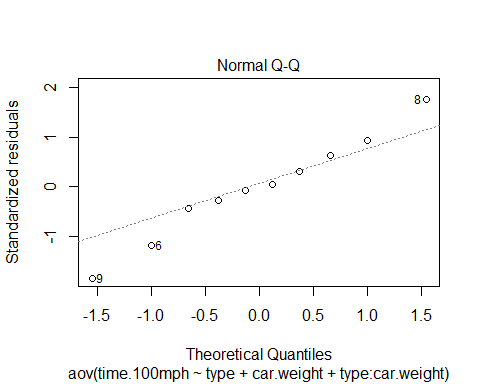 Normal Q-Q
Standardized residuals
2
1
0
-1
8
6
9
-1.5 -1.0 -0.5 0.0 0.5 1.0 1.5
Theoretical Quantiles
aov(time.100mph ~ type + car.weight + type:car.weight)